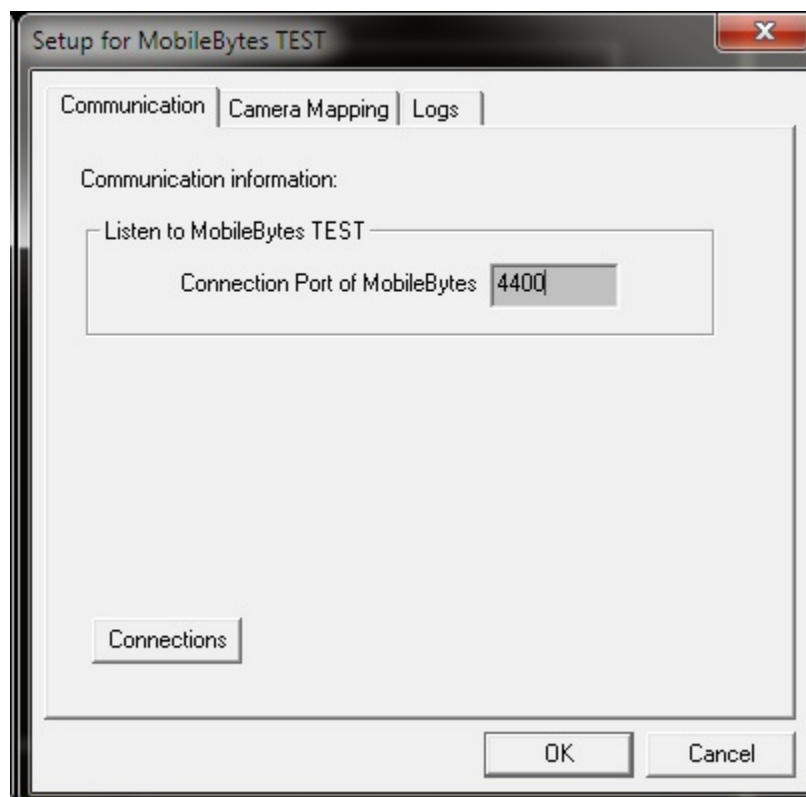 Setup for MobileBytes TEST
Communication Camera Mapping Logs
Communication information:
Listen to MobileBytes TEST
Connection Port of MobileBytes 4400
Connections
OK Cancel